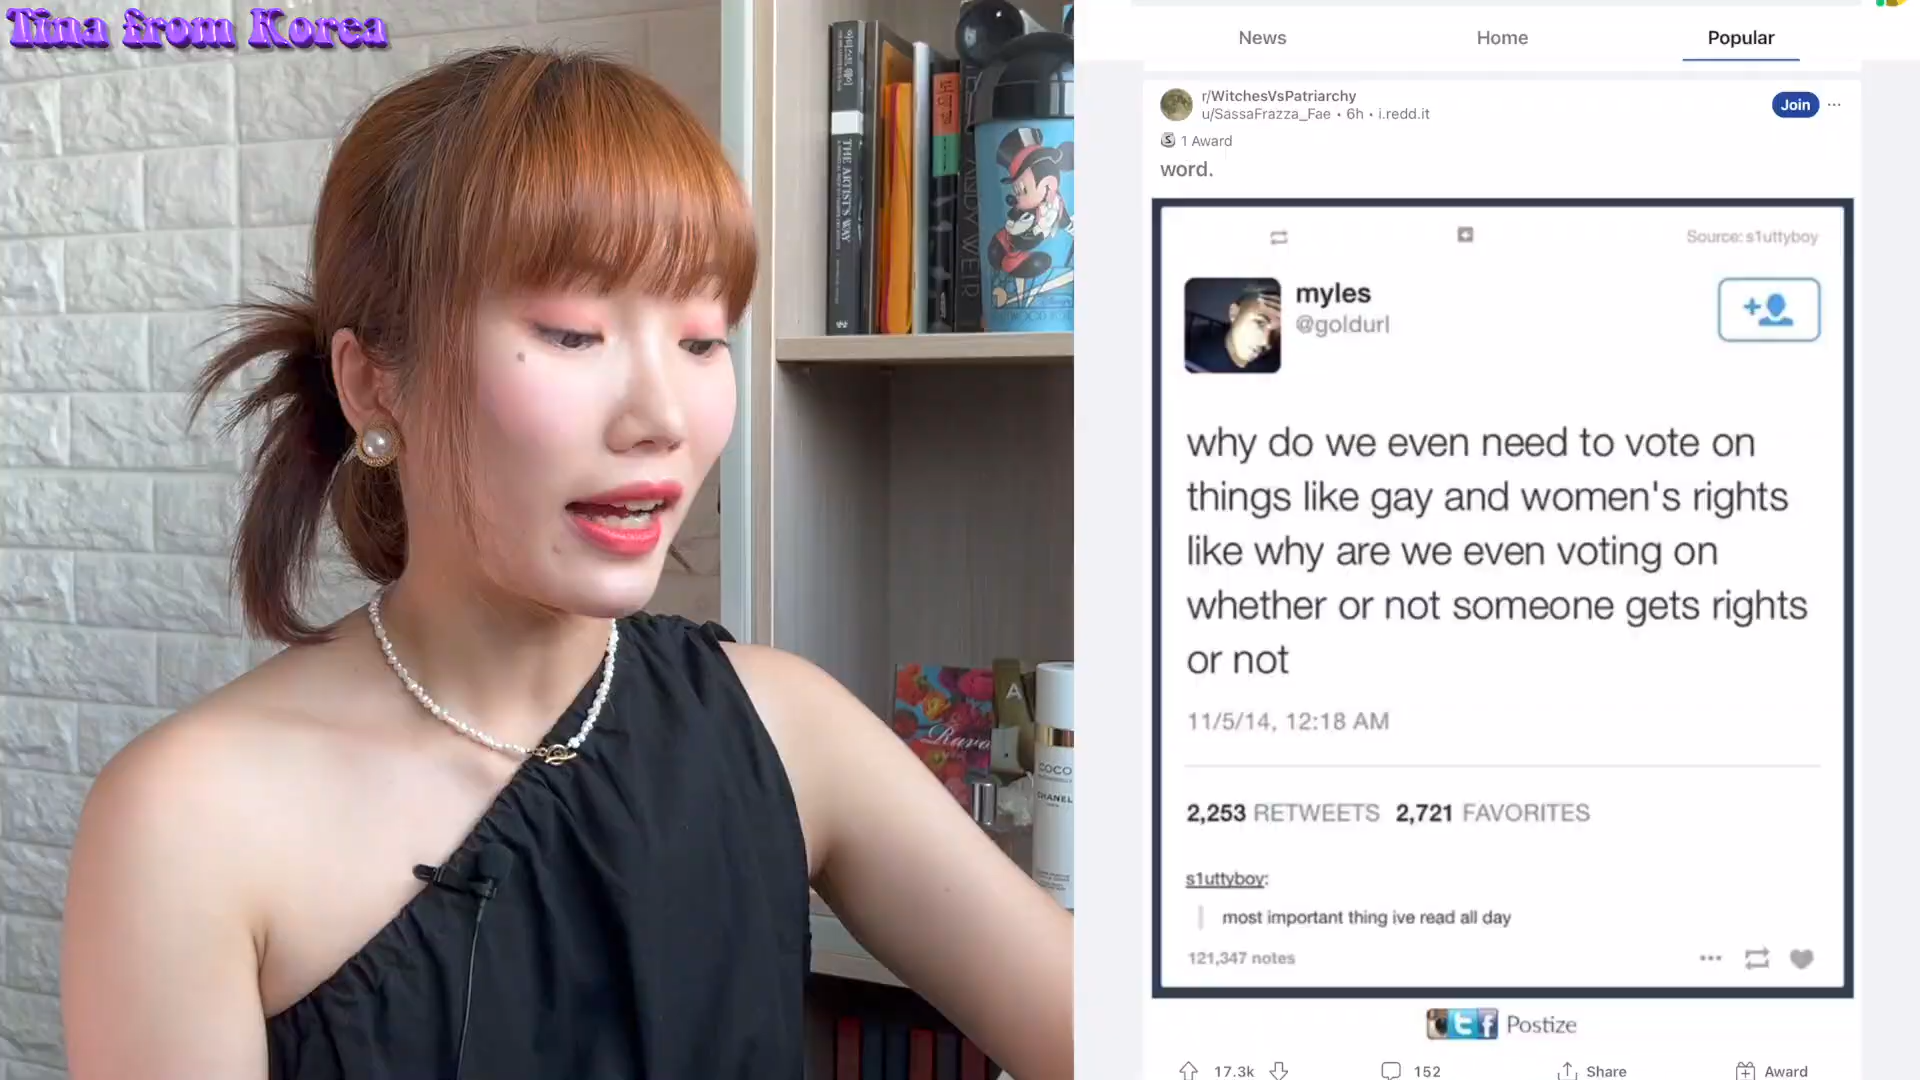 Tina from Korea
THE ARTIST'S WAY
ANDY WEIR
Rara
A
COCO
CHANEL
News
Home
Popular
r/WitchesVsPatriarchy
u/SassaFrazza_Fae • 6h • i.redd.it
Join
1 Award
word.
Source: s1uttyboy
myles
@goldurl
why do we even need to vote on
things like gay and women's rights
like why are we even voting on
whether or not someone gets rights
or not
11/5/14, 12:18 AM
2,253 RETWEETS 2,721 FAVORITES
s1uttyboy:
most important thing ive read all day
121,347 notes
Postize
17.3k
152
Share
Award